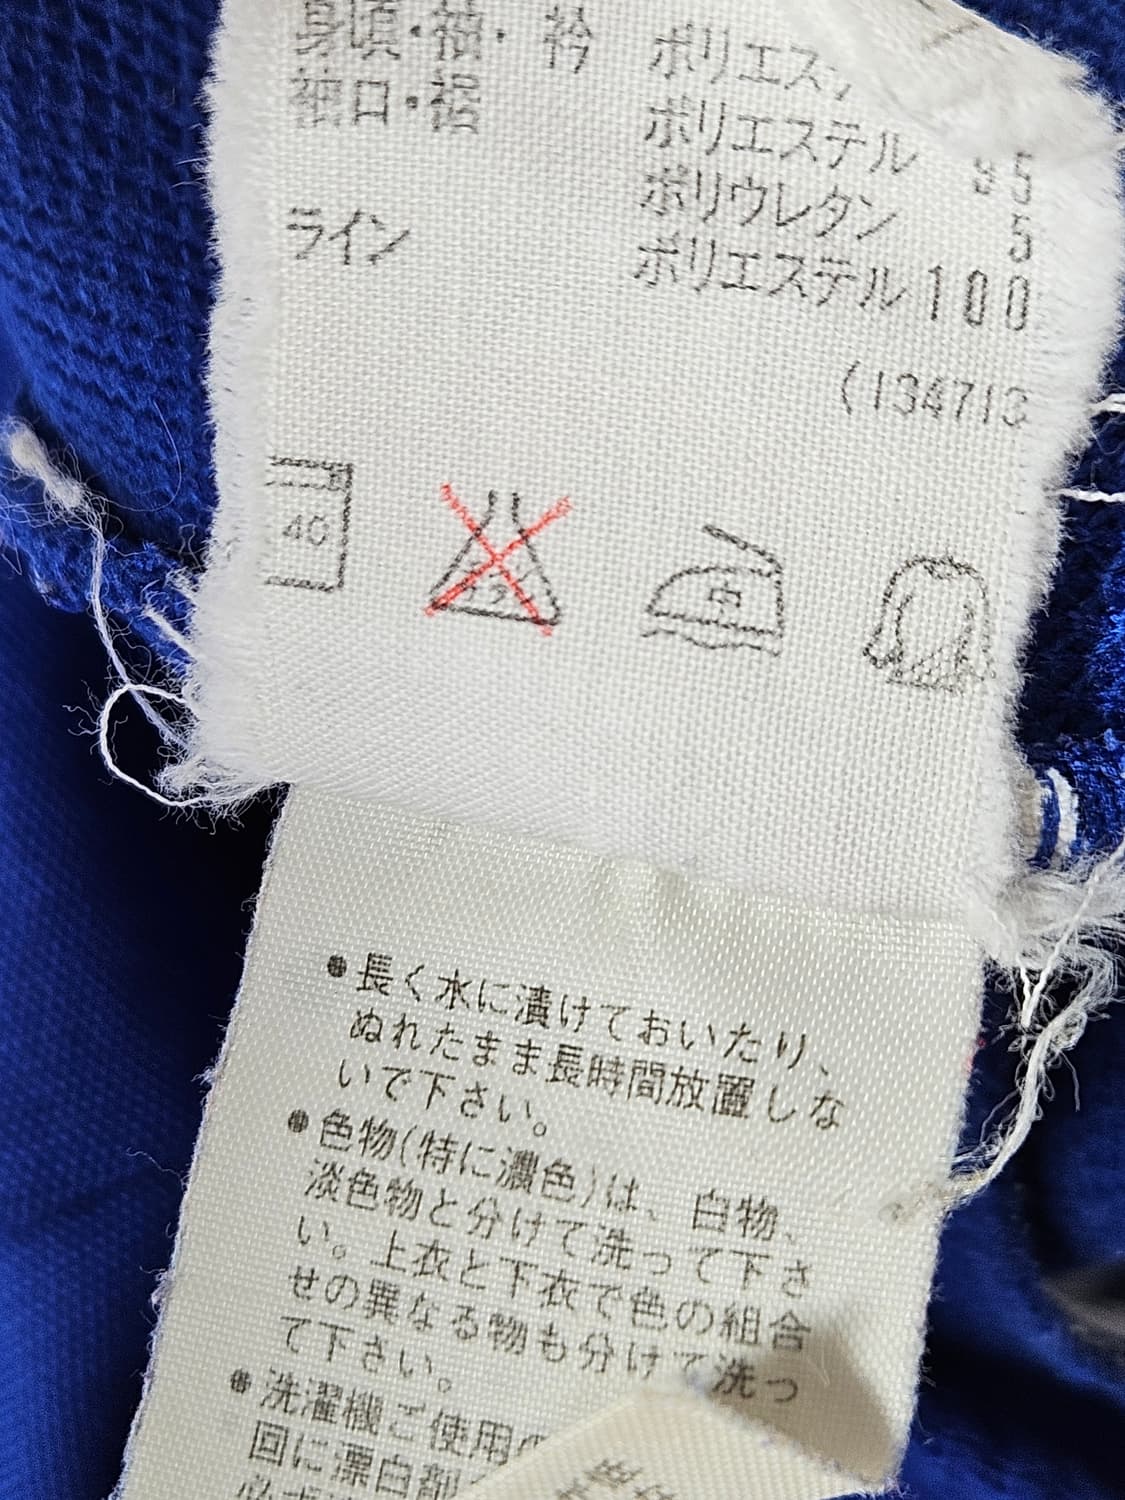 身頃・袖・衿 ポリエス
袖口・裾 ポリエステル 95
ポリウレタン 5
ライン ポリエステル 100
(134713
40
中
●長く水に漬けておいたり、
ぬれたまま長時間放置しな
いで下さい。
●色物(特に濃色)は、白物、
淡色物と分けて洗って下さ
い。上衣と下衣で色の組合
せの異なる物も分けて洗っ
て下さい。
●洗濯機ご使用の
回に漂白剤